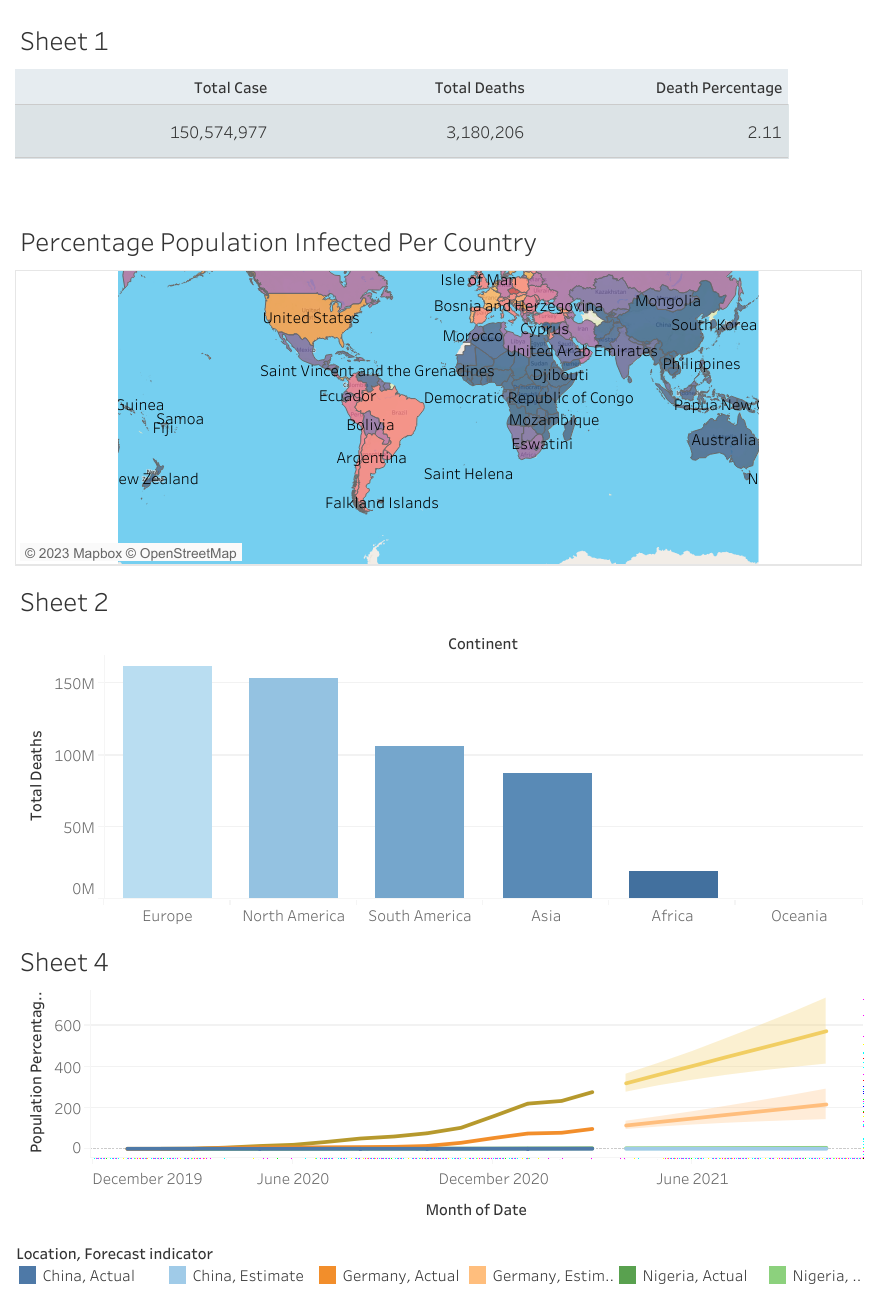 Sheet 1
Total Case Total Deaths Death Percentage
150,574,977 3,180,206 2.11
Percentage Population Infected Per Country
Isle of Man
Bosnia and Herzegovina
Mongolia
United States
South Korea
Morocco
Cyprus
United Arab Emirates
Philippines
Saint Vincent and the Grenadines
Djibouti
Ecuador
Democratic Republic of Congo
Guinea
Papua New G
Samoa
Fiji
Bolivia
Mozambique
Eswatini
Australia
Argentina
Saint Helena
ew Zealand
N
Falkland Islands
© 2023 Mapbox © OpenStreetMap
Sheet 2
Continent
Total Deaths
150M
100M
50M
0M
Europe North America South America Asia Africa Oceania
Sheet 4
Population Percentag..
600
400
200
0
December 2019 June 2020 December 2020 June 2021
Month of Date
Location, Forecast indicator
China, Actual China, Estimate Germany, Actual Germany, Estim.. Nigeria, Actual Nigeria, ..